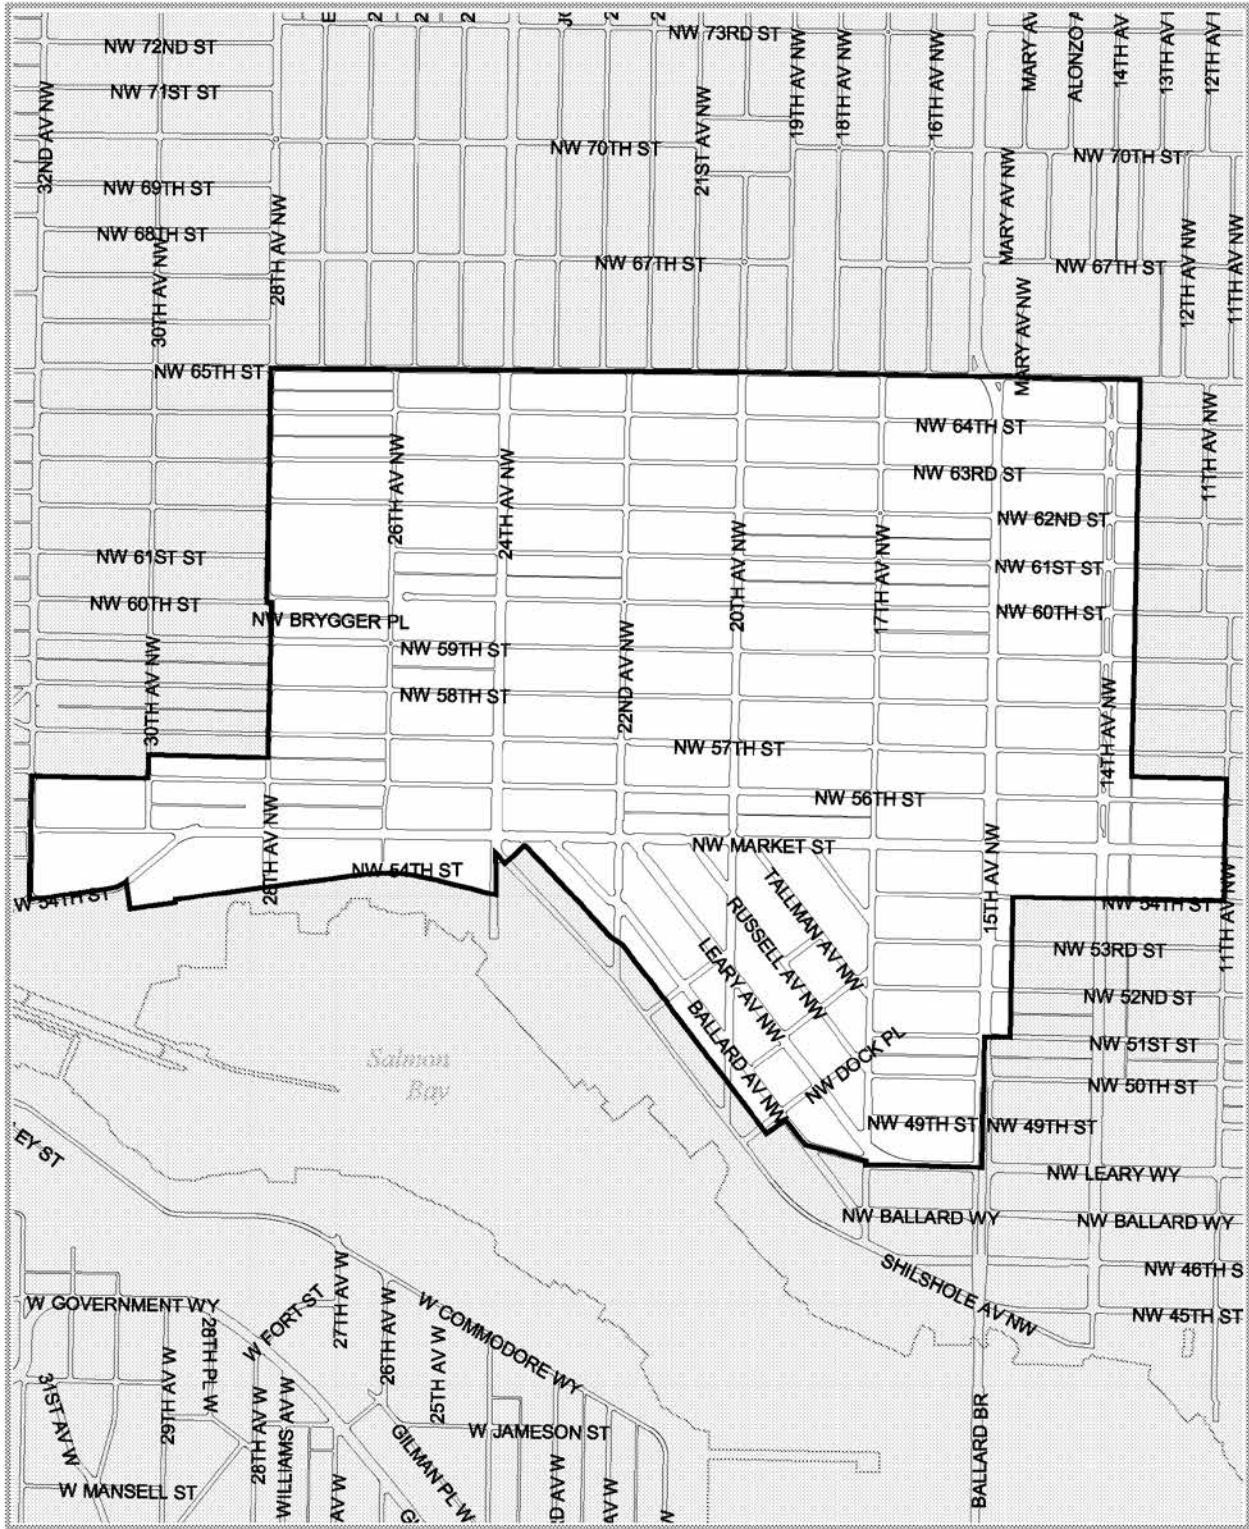 NW 72ND ST
NW 73RD ST
NW 71ST ST
32ND AV NW
21ST AV NW
19TH AV NW
18TH AV NW
16TH AV NW
MARY AV
ALONZO A
14TH AV
13TH AV
12TH AV
NW 70TH ST
NW 70TH ST
NW 69TH ST
NW 68TH ST
30TH AV NW
28TH AV NW
NW 67TH ST
MARY AV NW
NW 67TH ST
12TH AV NW
11TH AV NW
MARY AV NW
NW 65TH ST
NW 64TH ST
11TH AV NW
26TH AV NW
24TH AV NW
NW 63RD ST
NW 62ND ST
NW 61ST ST
20TH AV NW
17TH AV NW
NW 61ST ST
NW 60TH ST
NW BRYGGER PL
NW 60TH ST
NW 59TH ST
30TH AV NW
22ND AV NW
NW 58TH ST
14TH AV NW
NW 57TH ST
NW 56TH ST
28TH AV NW
NW MARKET ST
15TH AV NW
NW 54TH ST
W 54TH ST
TALLMAN AV NW
NW 54TH ST
11TH AV NW
RUSSELL AV NW
LEARY AV NW
NW 53RD ST
NW 52ND ST
BALLARD AV NW
NW DOCK PL
NW 51ST ST
Salmon
Bay
NW 50TH ST
NW 49TH ST
NW 49TH ST
LEY ST
NW LEARY WY
NW BALLARD WY
NW BALLARD WY
SHILSHOLE AV NW
NW 46TH S
NW 45TH ST
W GOVERNMENT WY
W FORT ST
27TH AV W
W COMMODORE WY
26TH AV W
28TH PL W
25TH AV W
31ST AV W
29TH AV W
28TH AV W
WILLIAMS AV W
GILMAN PL W
W JAMESON ST
BALLARD BR
W MANSELL ST
AV W
D AV W
AV W
W